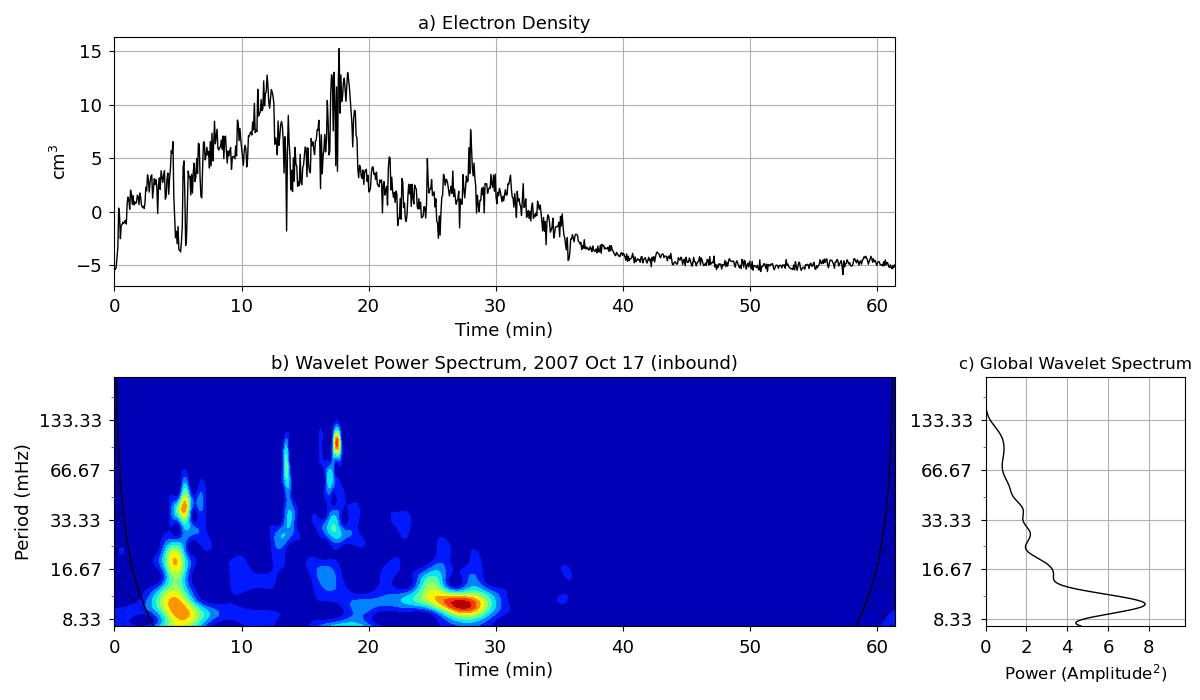 a) Electron Density
15
10
5
0
−5
cm³
0 10 20 30 40 50 60
Time (min)
b) Wavelet Power Spectrum, 2007 Oct 17 (inbound)
133.33
66.67
33.33
16.67
8.33
Period (mHz)
0 10 20 30 40 50 60
Time (min)
c) Global Wavelet Spectrum
133.33
66.67
33.33
16.67
8.33
0 2 4 6 8
Power (Amplitude²)